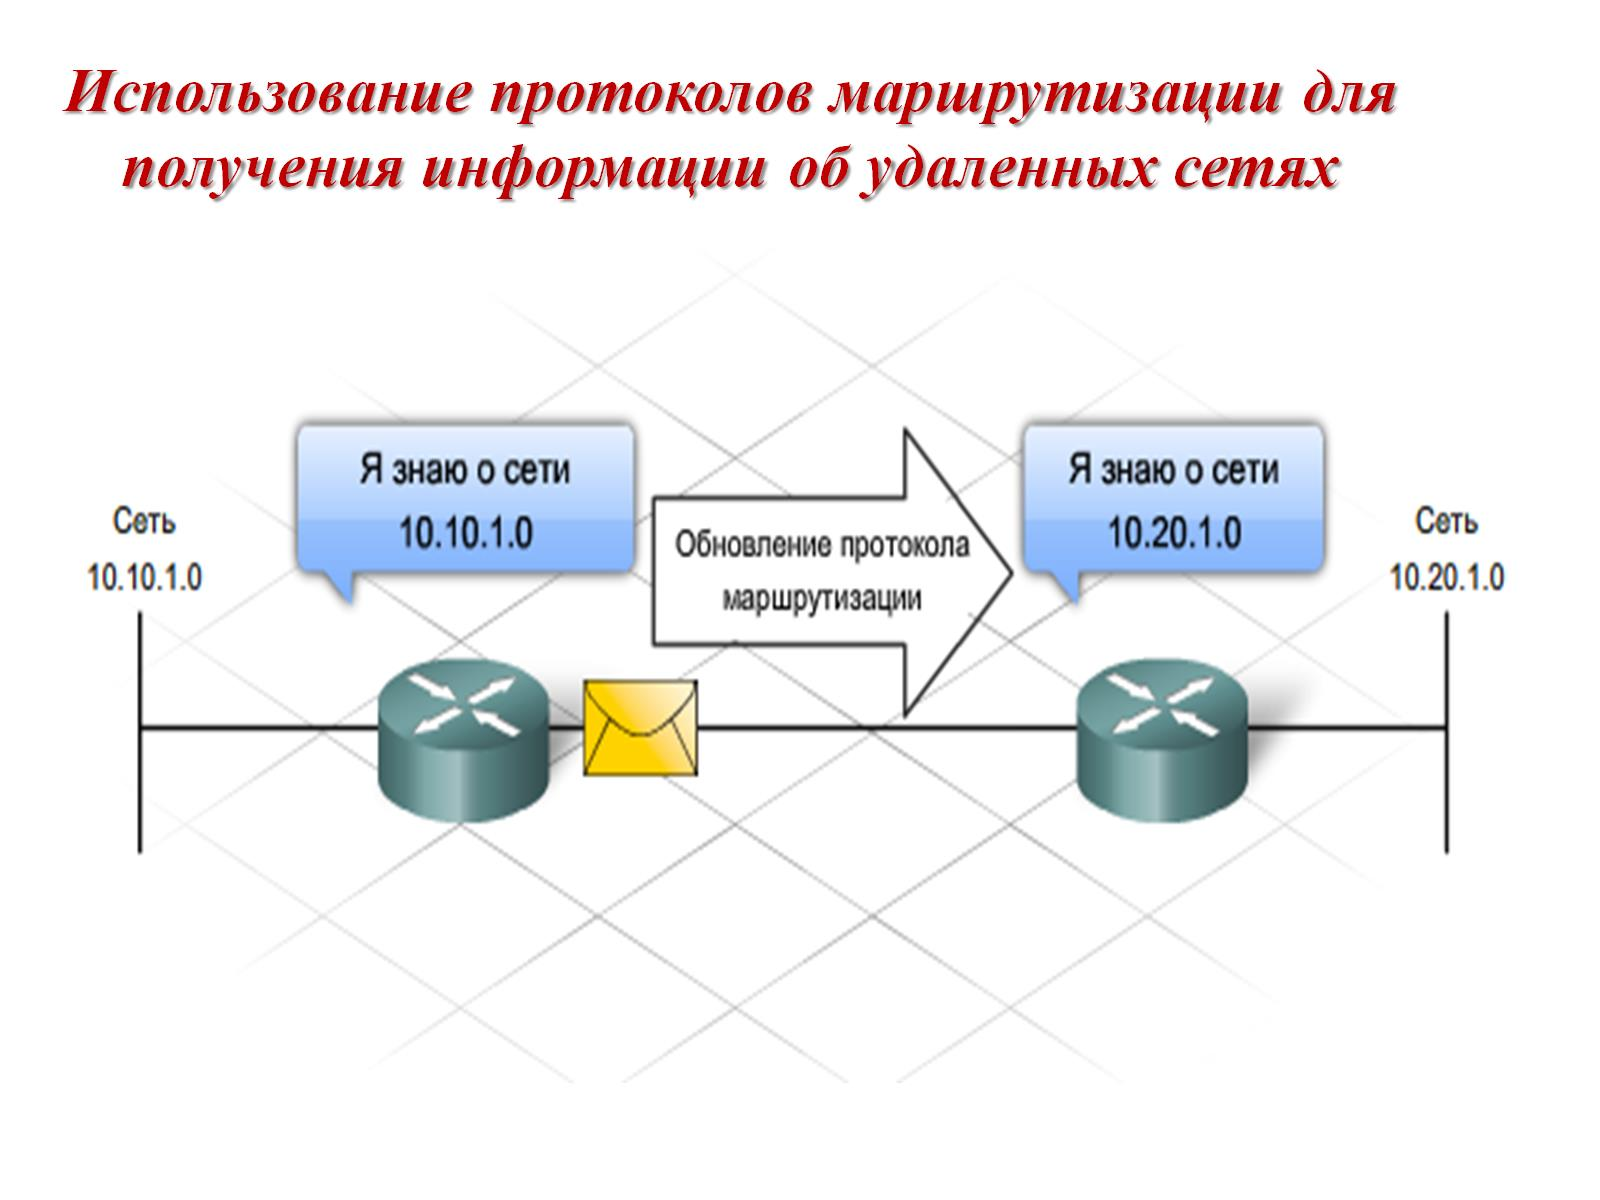 Использование протоколов маршрутизации для
получения информации об удаленных сетях
Сеть
10.10.1.0
Я знаю о сети
10.10.1.0
Обновление протокола
маршрутизации
Я знаю о сети
10.20.1.0
Сеть
10.20.1.0